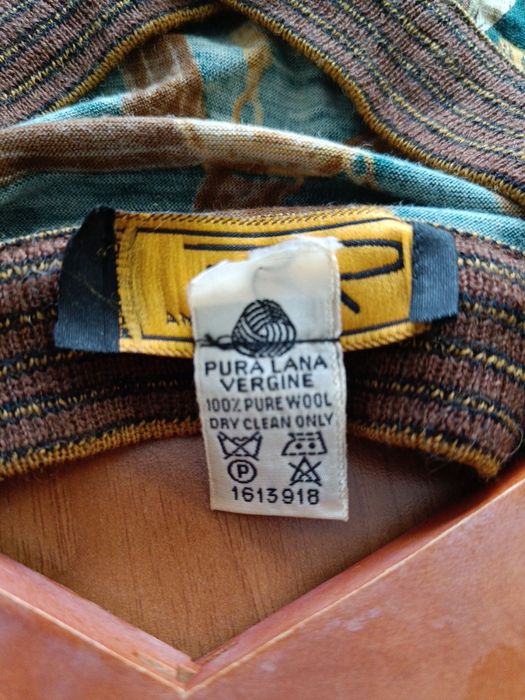 PURA LANA
VERGINE
100% PURE WOOL
DRY CLEAN ONLY
P
1613918